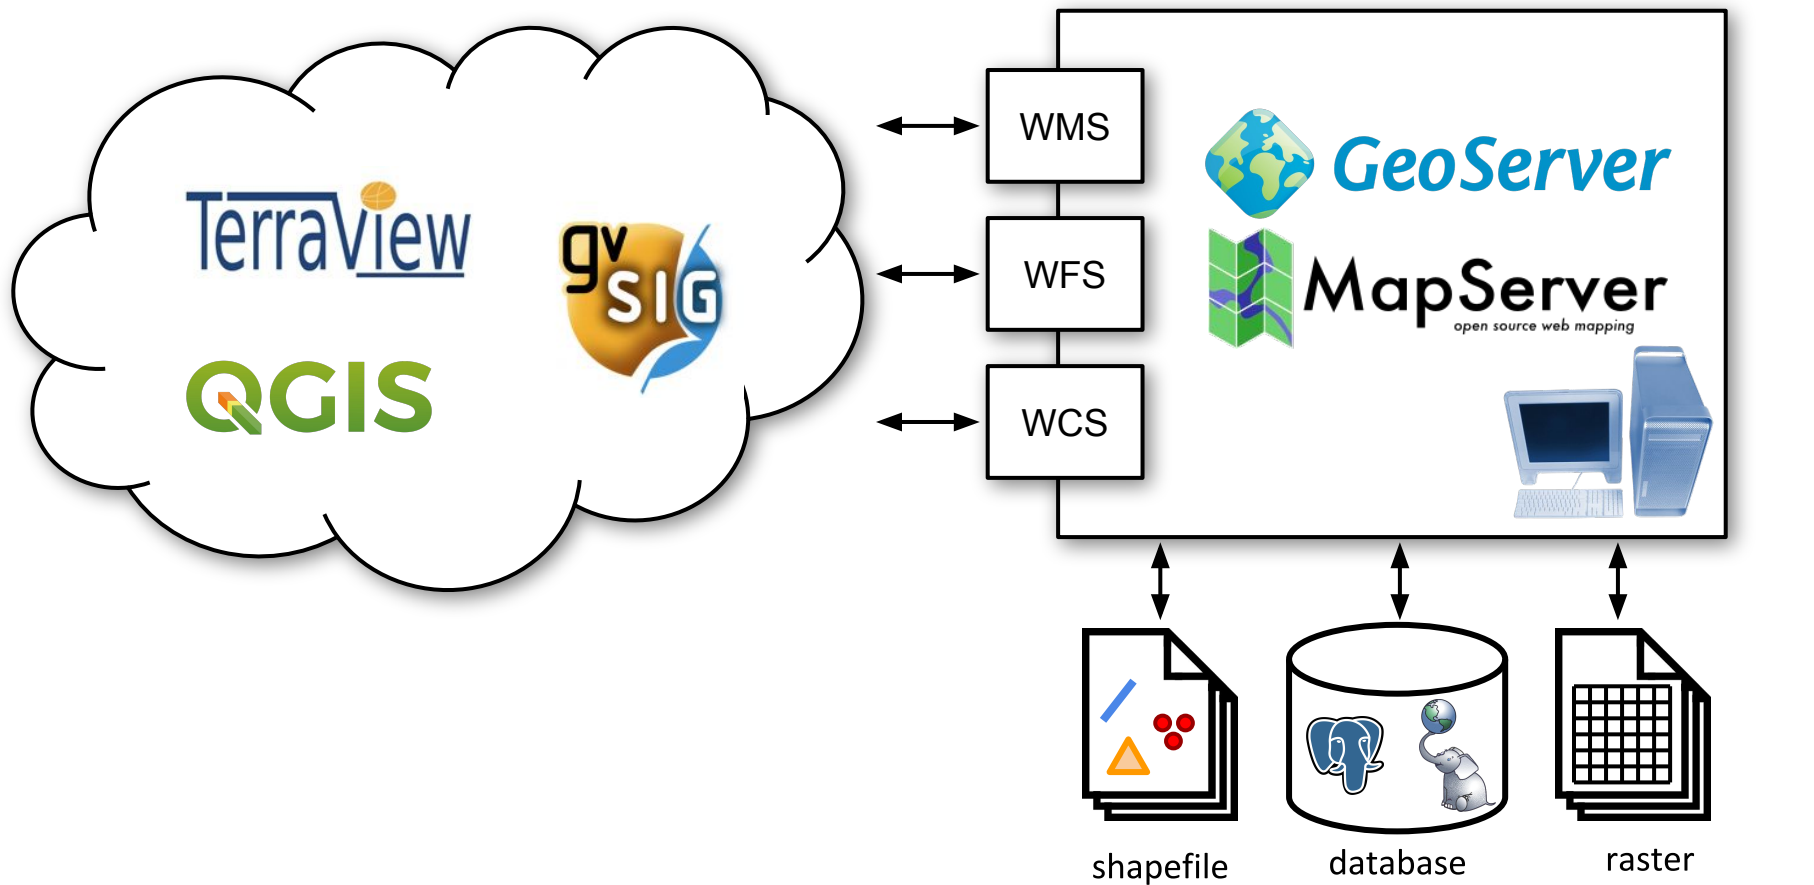 TerraView
gvSIG
QGIS
WMS
WFS
WCS
GeoServer
MapServer
open source web mapping
shapefile
database
raster